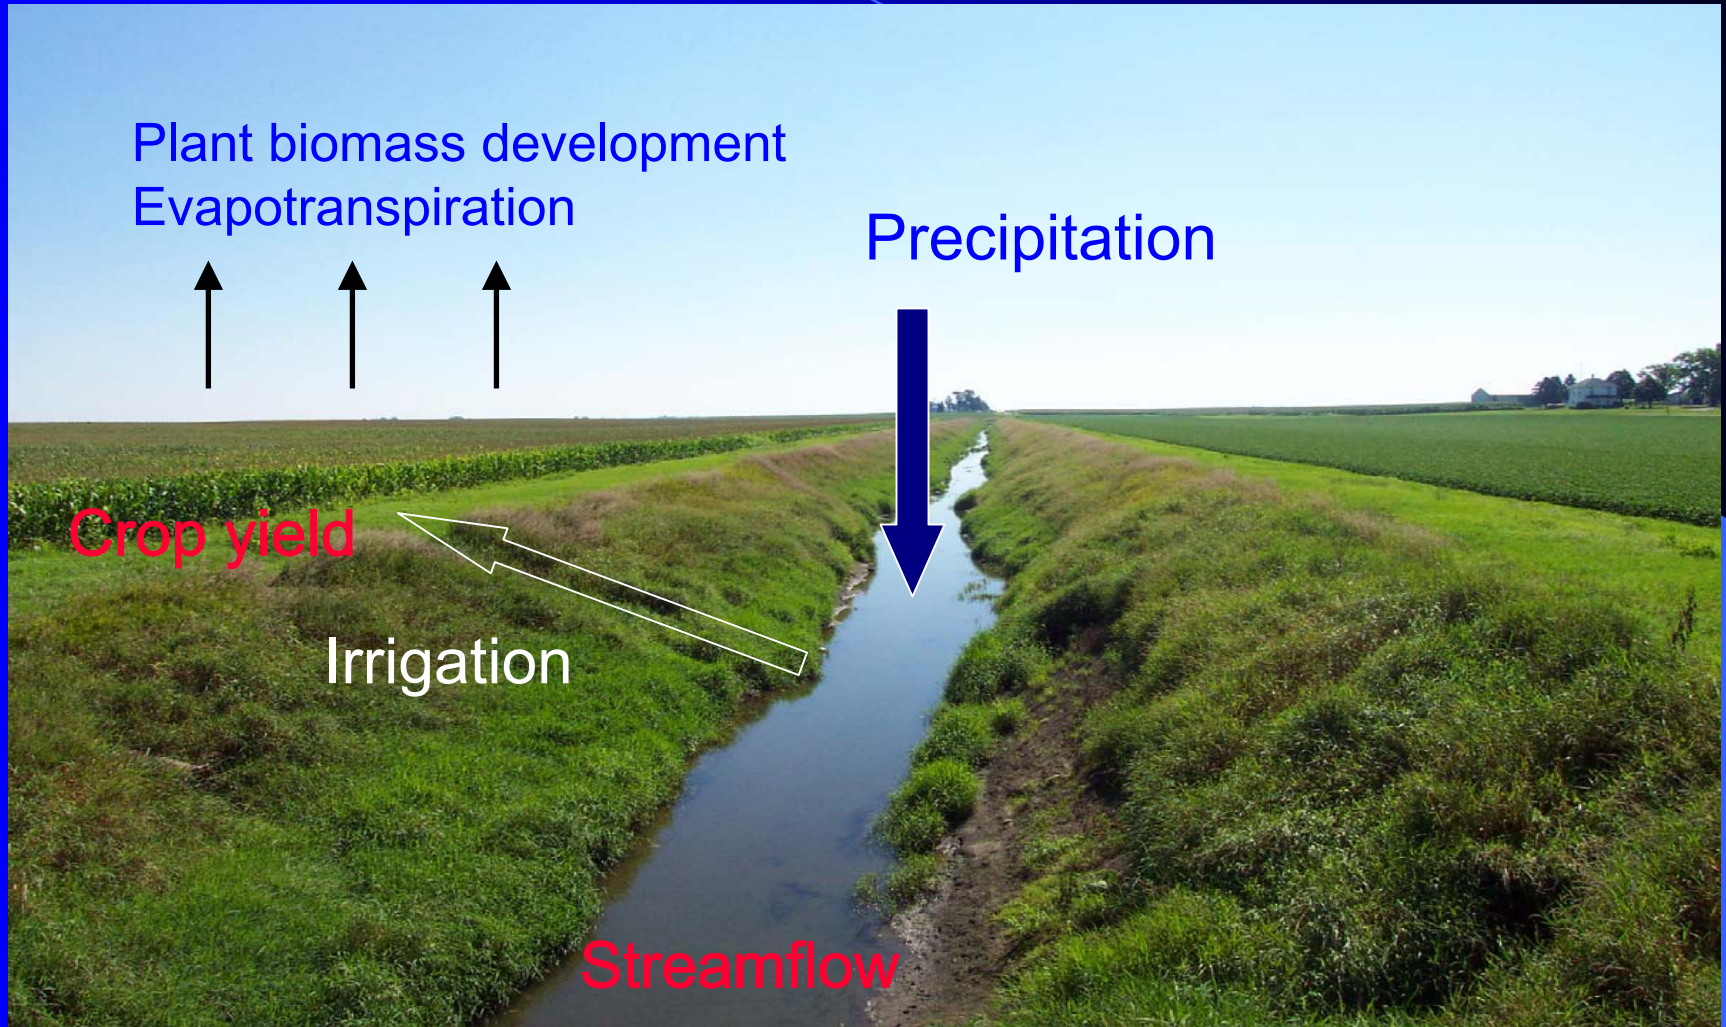 Plant biomass development
Evapotranspiration
Precipitation
Crop yield
Irrigation
Streamflow